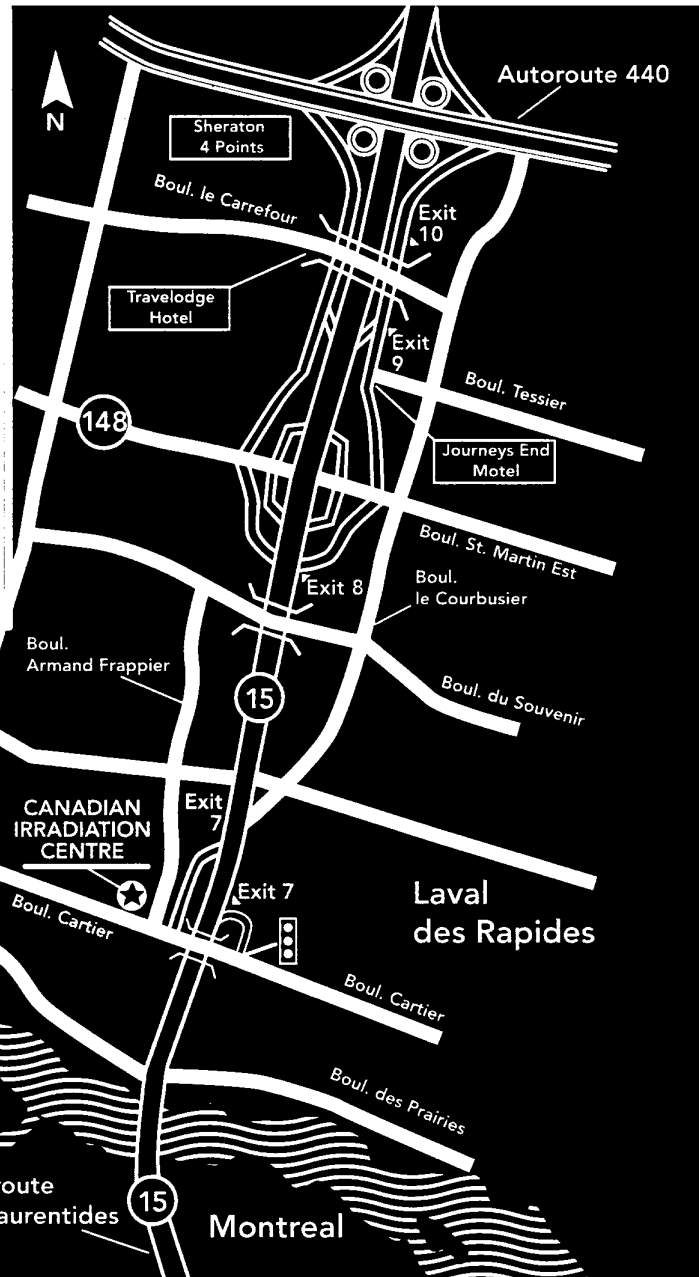 Autoroute 440
N
Sheraton
4 Points
Boul. le Carrefour
Exit
10
Travelodge
Hotel
Exit
9
Boul. Tessier
148
Journeys End
Motel
Boul. St. Martin Est
Exit 8
Boul.
le Courbusier
Boul.
Armand Frappier
15
Boul. du Souvenir
CANADIAN
IRRADIATION
CENTRE
Exit
7
Exit 7
Laval
des Rapides
Boul. Cartier
Boul. Cartier
Boul. des Prairies
route
aurentides
15
Montreal